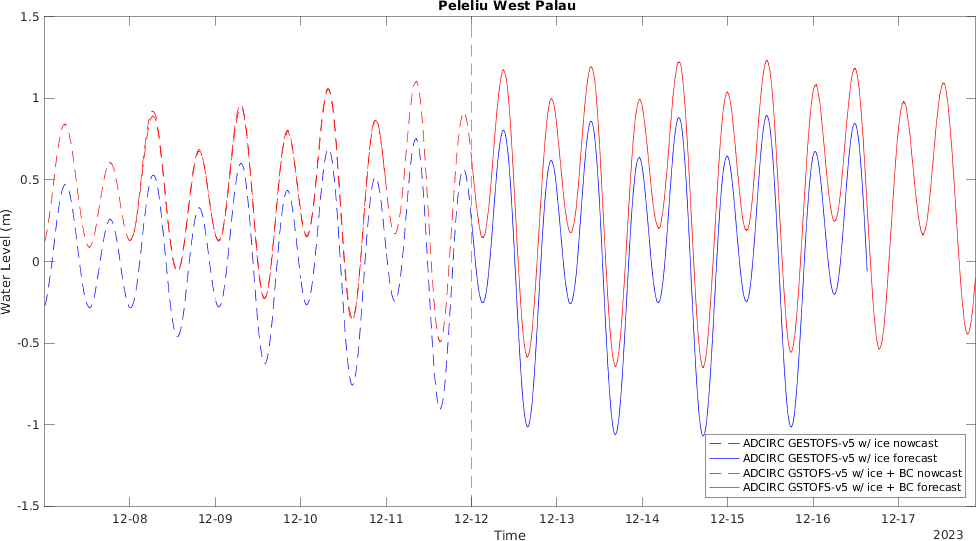 Peleliu West Palau
1.5
1
0.5
0
-0.5
-1
-1.5
Water Level (m)
12-08 12-09 12-10 12-11 12-12 12-13 12-14 12-15 12-16 12-17
Time
2023
ADCIRC GESTOFS-v5 w/ ice nowcast
ADCIRC GESTOFS-v5 w/ ice forecast
ADCIRC GSTOFS-v5 w/ ice + BC nowcast
ADCIRC GSTOFS-v5 w/ ice + BC forecast